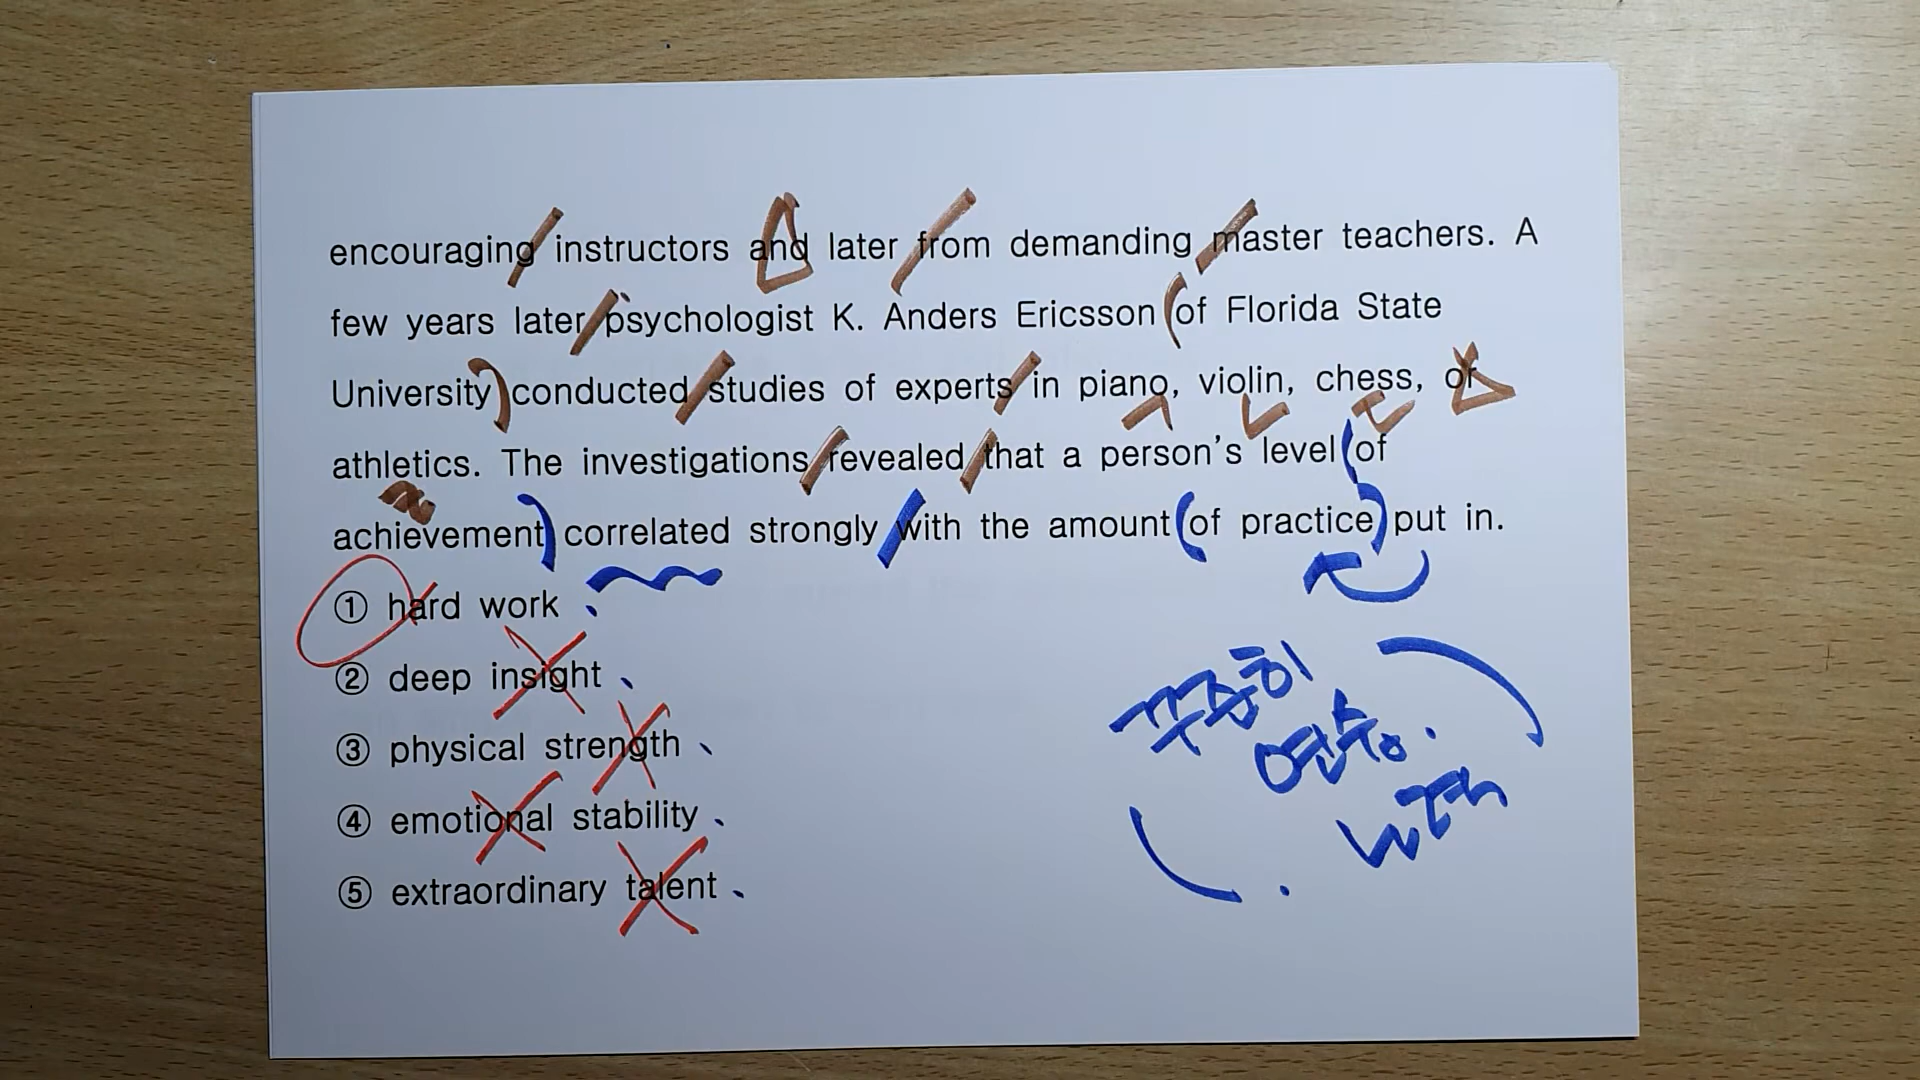 encouraging instructors and later from demanding master teachers. A
few years later psychologist K. Anders Ericsson of Florida State
University conducted studies of experts in piano, violin, chess, or
athletics. The investigations revealed that a person's level of
achievement correlated strongly with the amount of practice put in.
① hard work
② deep insight
③ physical strength
④ emotional stability
⑤ extraordinary talent
꾸준히
연습.
노력